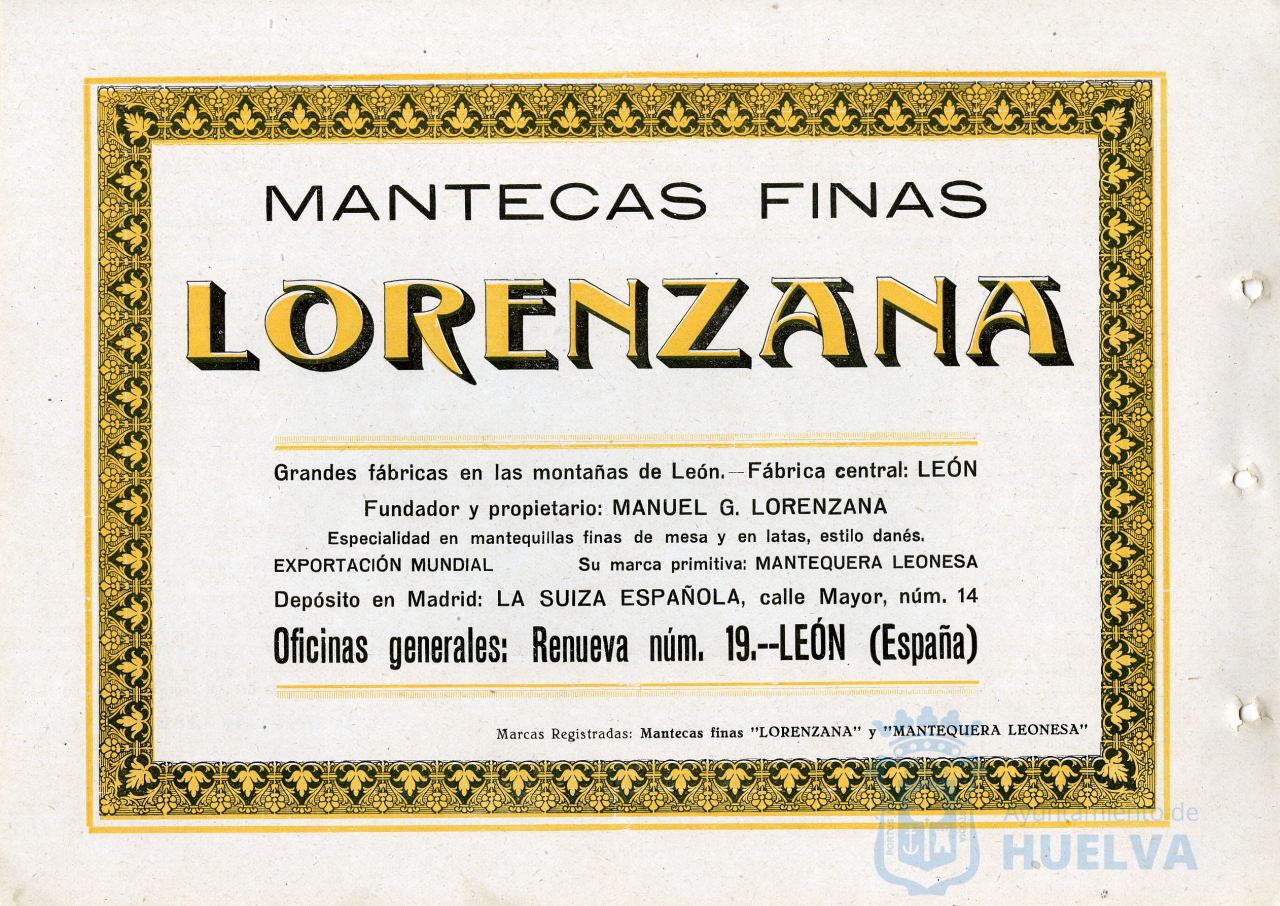 MANTECAS FINAS
LORENZANA
Grandes fábricas en las montañas de León.—Fábrica central: LEÓN
Fundador y propietario: MANUEL G. LORENZANA
Especialidad en mantequillas finas de mesa y en latas, estilo danés.
EXPORTACIÓN MUNDIAL Su marca primitiva: MANTEQUERA LEONESA
Depósito en Madrid: LA SUIZA ESPAÑOLA, calle Mayor, núm. 14
Oficinas generales: Renueva núm. 19.--LEÓN (España)
Marcas Registradas: Mantecas finas "LORENZANA" y "MANTEQUERA LEONESA"
Ayuntamiento de
HUELVA